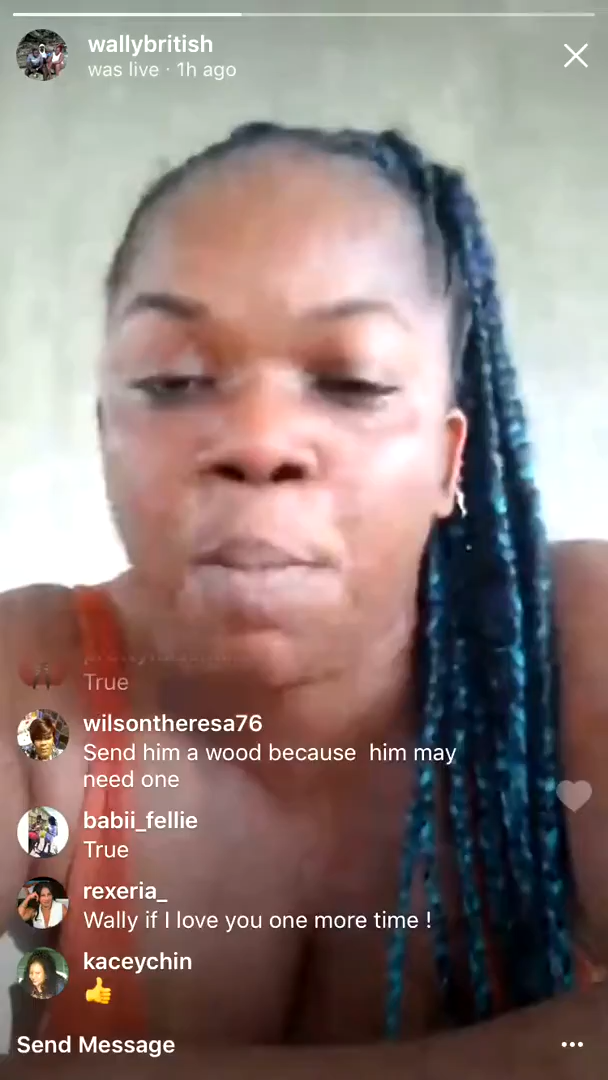 wallybritish
was live · 1h ago
True
wilsontheresa76
Send him a wood because  him may
need one
babii_fellie
True
rexeria_
Wally if I love you one more time !
kaceychin
👍
Send Message